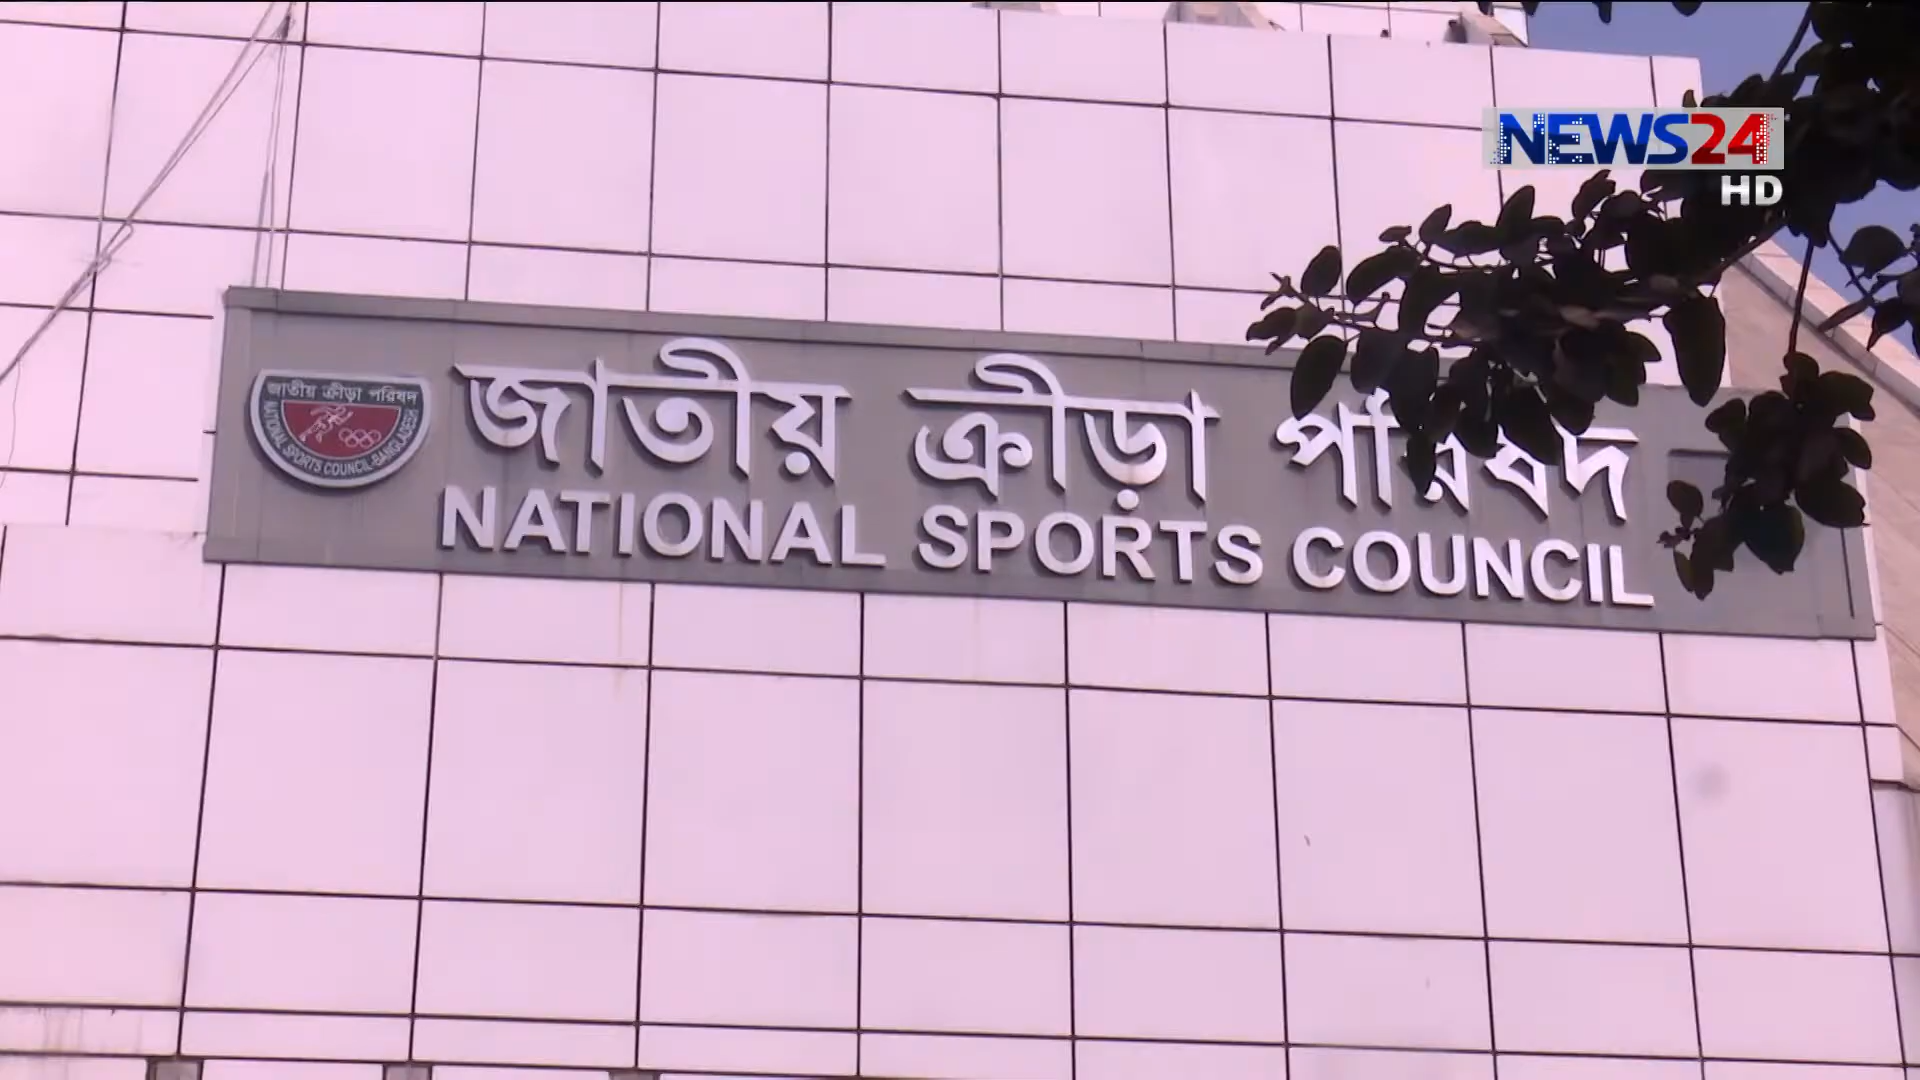 NEWS24
HD
জাতীয় ক্রীড়া পরিষদ
NATIONAL SPORTS COUNCIL
জাতীয় ক্রীড়া পরিষদ
NATIONAL SPORTS COUNCIL-BANGLADESH